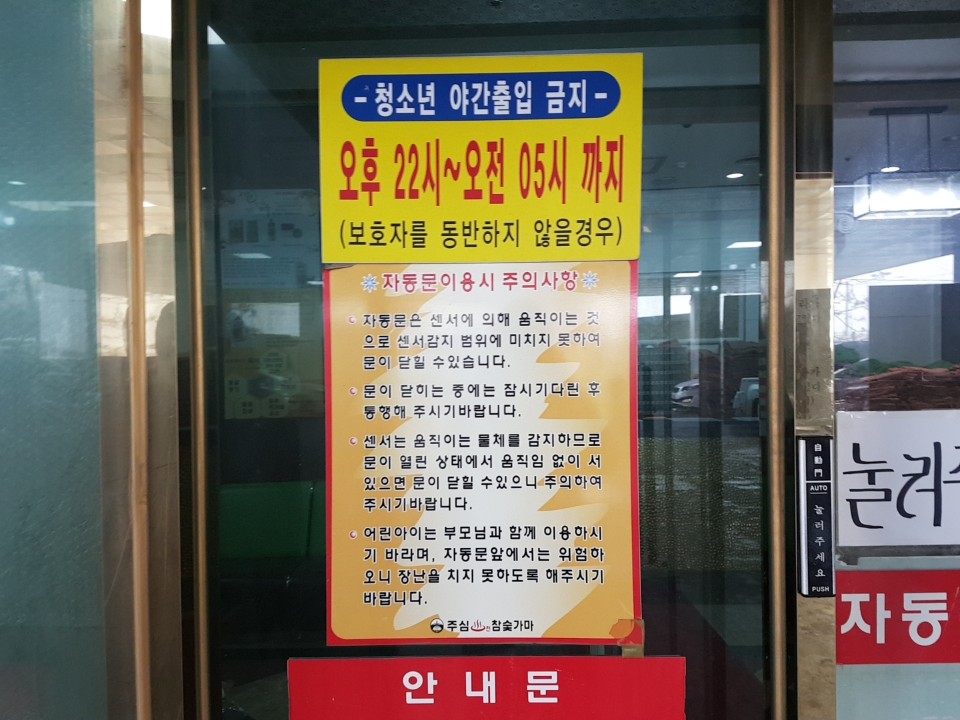 - 청소년 야간출입 금지 -
오후 22시~오전 05시 까지
(보호자를 동반하지 않을경우)
자동문이용시 주의사항
자동문은 센서에 의해 움직이는 것
으로 센서감지 범위에 미치지 못하여
문이 닫힐 수있습니다.
문이 닫히는 중에는 잠시기다린 후
통행해 주시기바랍니다.
센서는 움직이는 물체를 감지하므로
문이 열린 상태에서 움직임 없이 서
있으면 문이 닫힐 수있으니 주의하여
주시기바랍니다.
어린아이는 부모님과 함께 이용하시
기 바라며, 자동문앞에서는 위험하
오니 장난을 치지 못하도록 해주시기
바랍니다.
주심 참숯가마
안내문
自動門
AUTO
눌러주세요
PUSH
눌러
자동